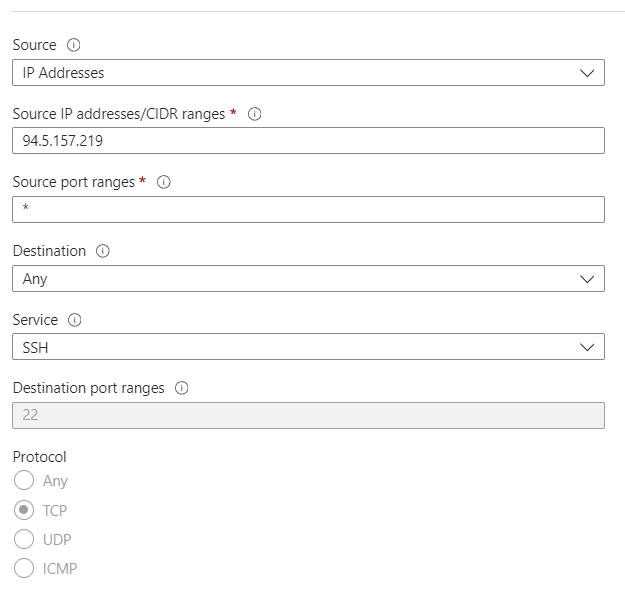 Source
IP Addresses
Source IP addresses/CIDR ranges *
94.5.157.219
Source port ranges *
*
Destination
Any
Service
SSH
Destination port ranges
22
Protocol
Any
TCP
UDP
ICMP